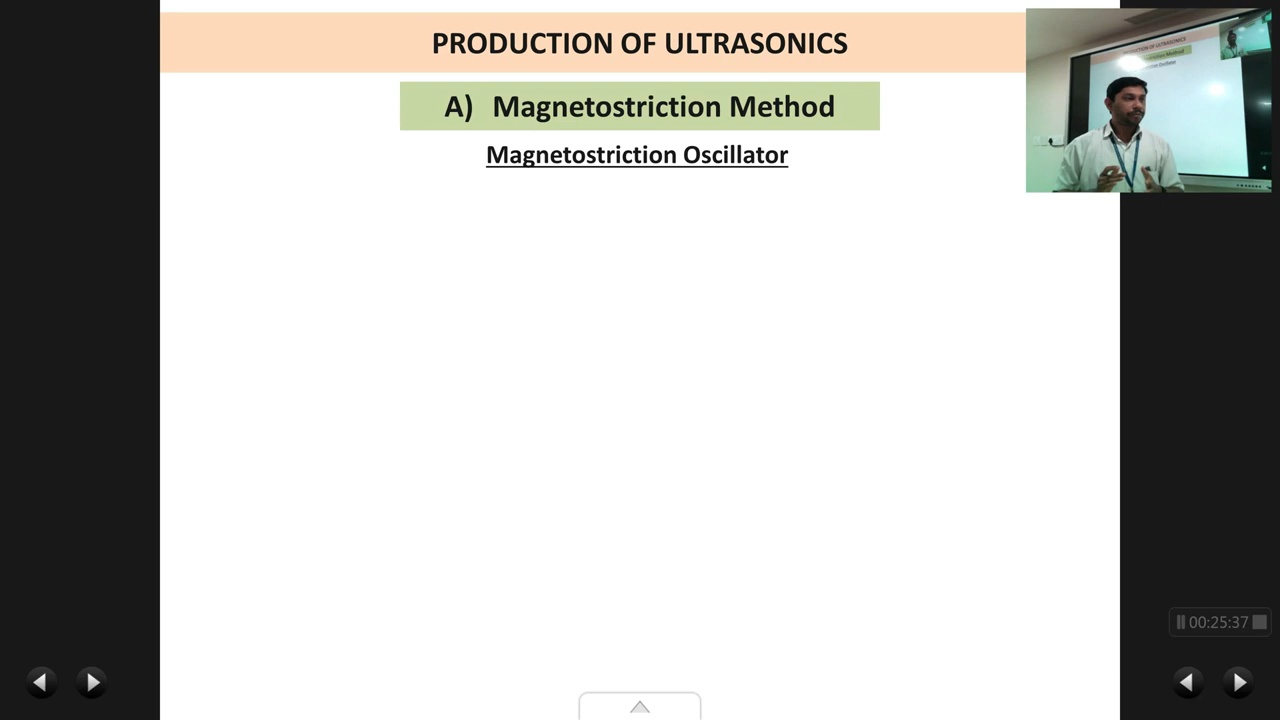 PRODUCTION OF ULTRASONICS
A) Magnetostriction Method
Magnetostriction Oscillator
00:25:37